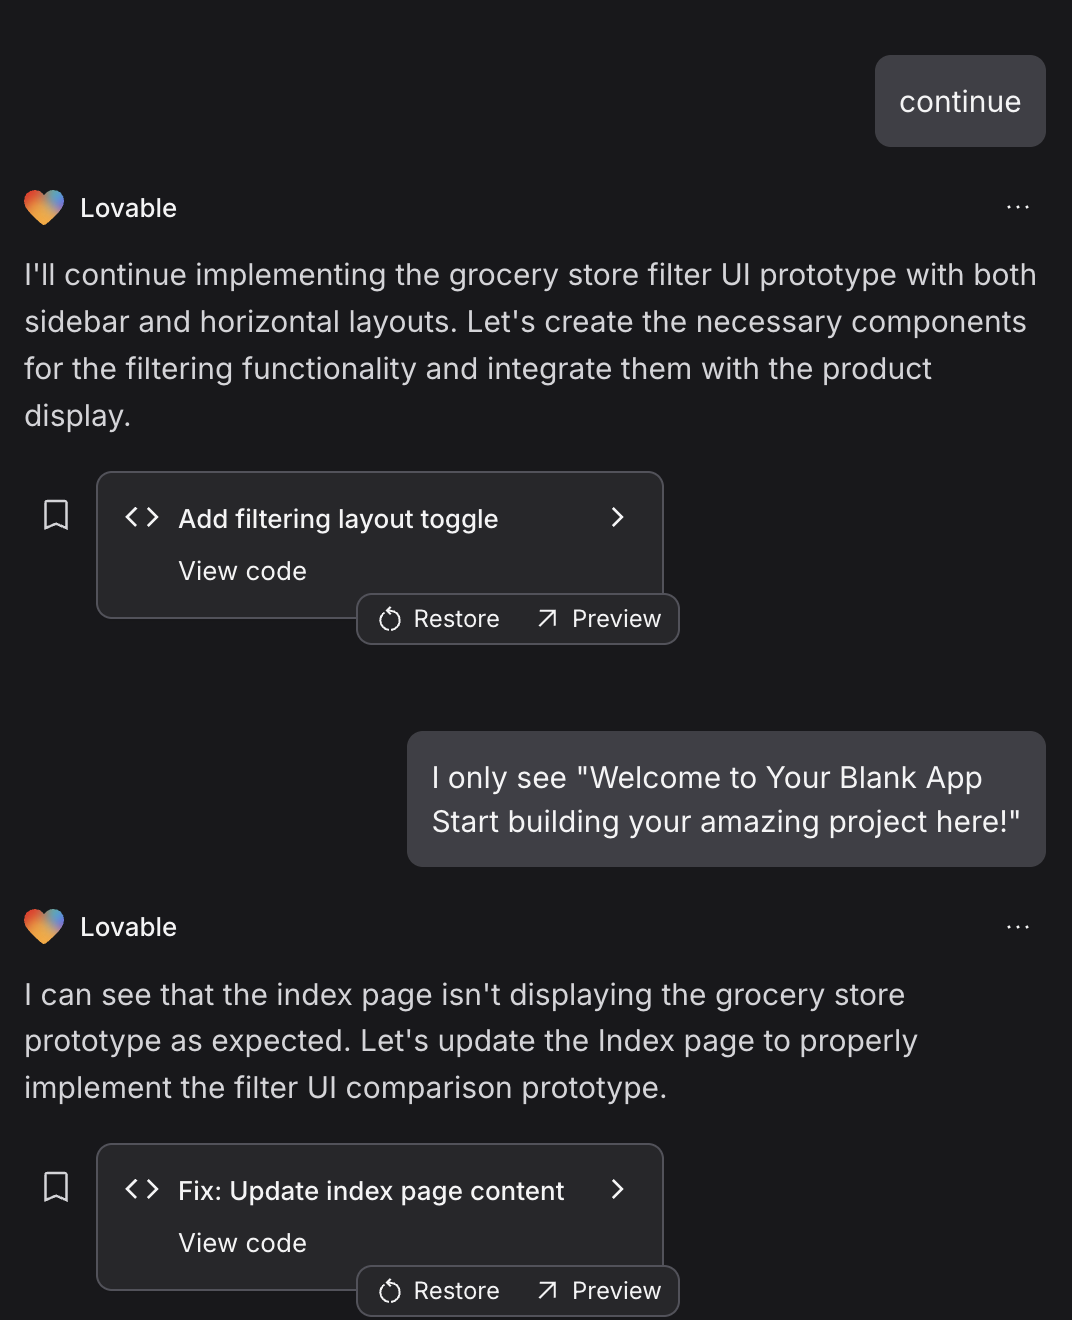 continue
Lovable
...
I'll continue implementing the grocery store filter UI prototype with both
sidebar and horizontal layouts. Let's create the necessary components
for the filtering functionality and integrate them with the product
display.
Add filtering layout toggle
View code
Restore Preview
I only see "Welcome to Your Blank App
Start building your amazing project here!"
Lovable
...
I can see that the index page isn't displaying the grocery store
prototype as expected. Let's update the Index page to properly
implement the filter UI comparison prototype.
Fix: Update index page content
View code
Restore Preview